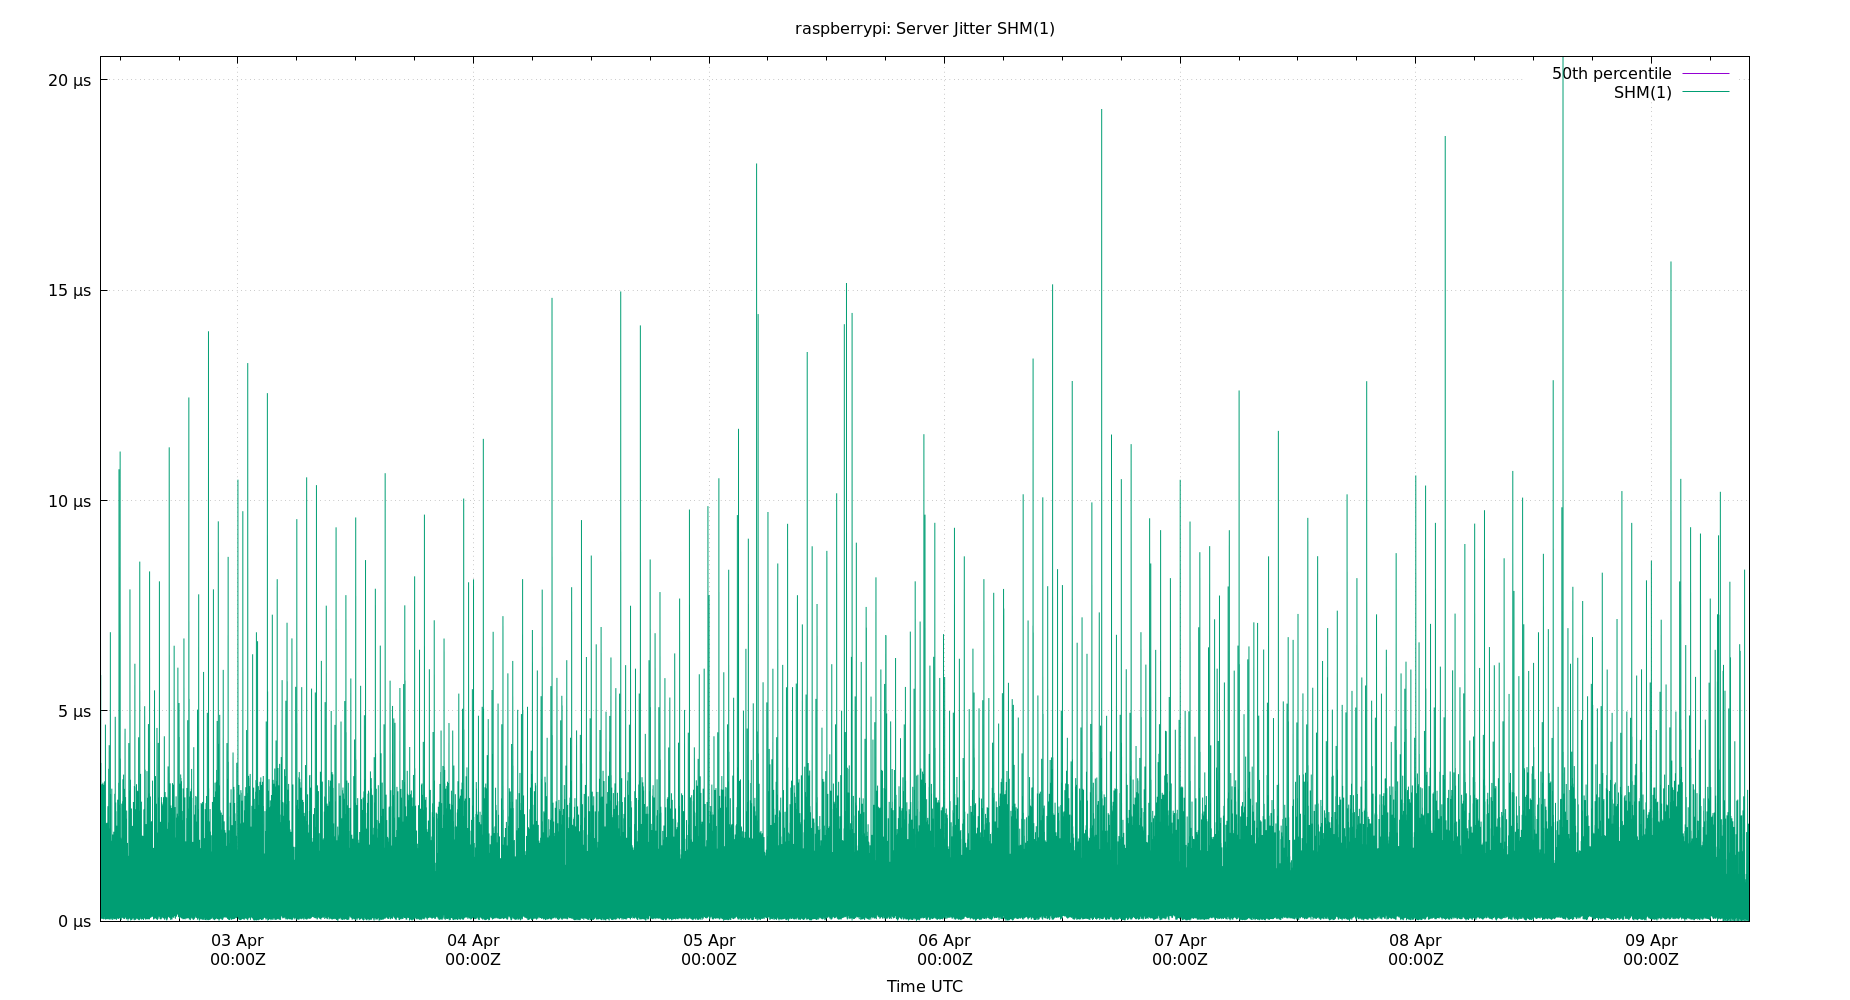 raspberrypi: Server Jitter SHM(1)
50th percentile
SHM(1)
20 µs
15 µs
10 µs
5 µs
0 µs
03 Apr
00:00Z
04 Apr
00:00Z
05 Apr
00:00Z
06 Apr
00:00Z
07 Apr
00:00Z
08 Apr
00:00Z
09 Apr
00:00Z
Time UTC